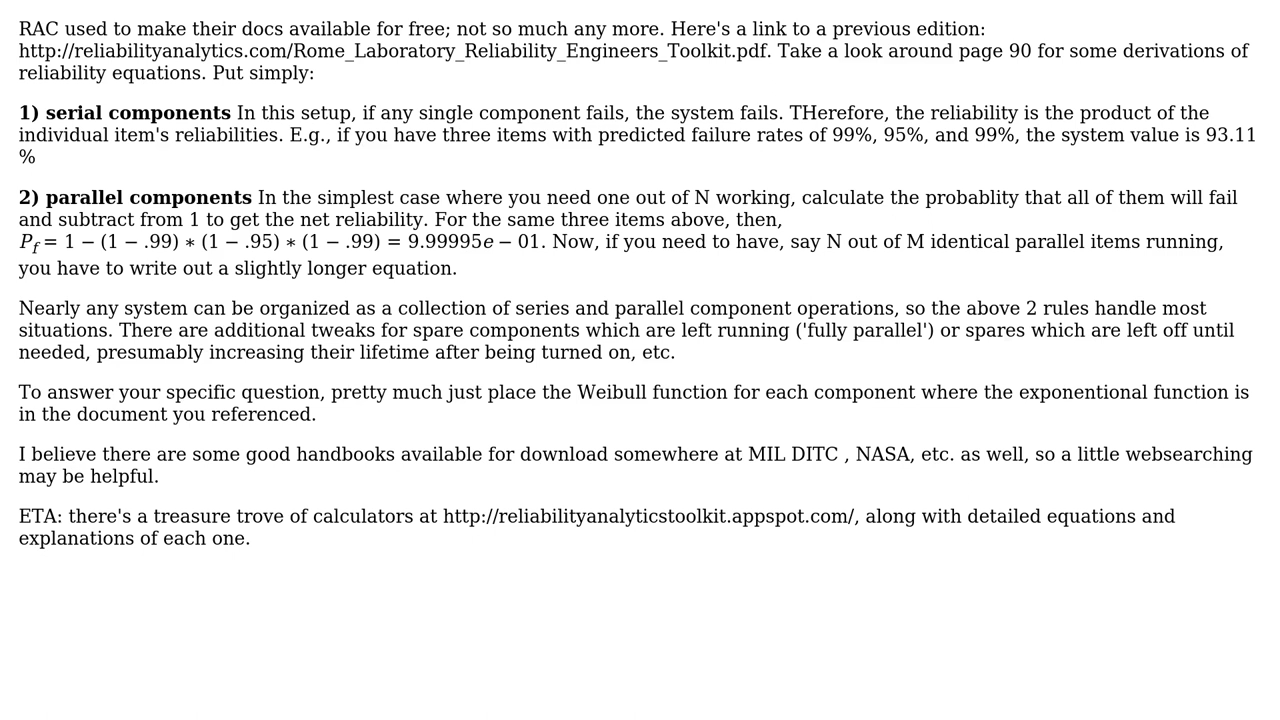 RAC used to make their docs available for free; not so much any more. Here's a link to a previous edition:
http://reliabilityanalytics.com/Rome_Laboratory_Reliability_Engineers_Toolkit.pdf. Take a look around page 90 for some derivations of
reliability equations. Put simply:
1) serial components In this setup, if any single component fails, the system fails. THerefore, the reliability is the product of the
individual item's reliabilities. E.g., if you have three items with predicted failure rates of 99%, 95%, and 99%, the system value is 93.11
%
2) parallel components In the simplest case where you need one out of N working, calculate the probablity that all of them will fail
and subtract from 1 to get the net reliability. For the same three items above, then,
P_f = 1 − (1 − .99) ∗ (1 − .95) ∗ (1 − .99) = 9.99995e − 01. Now, if you need to have, say N out of M identical parallel items running,
you have to write out a slightly longer equation.
Nearly any system can be organized as a collection of series and parallel component operations, so the above 2 rules handle most
situations. There are additional tweaks for spare components which are left running ('fully parallel') or spares which are left off until
needed, presumably increasing their lifetime after being turned on, etc.
To answer your specific question, pretty much just place the Weibull function for each component where the exponentional function is
in the document you referenced.
I believe there are some good handbooks available for download somewhere at MIL DITC , NASA, etc. as well, so a little websearching
may be helpful.
ETA: there's a treasure trove of calculators at http://reliabilityanalyticstoolkit.appspot.com/, along with detailed equations and
explanations of each one.